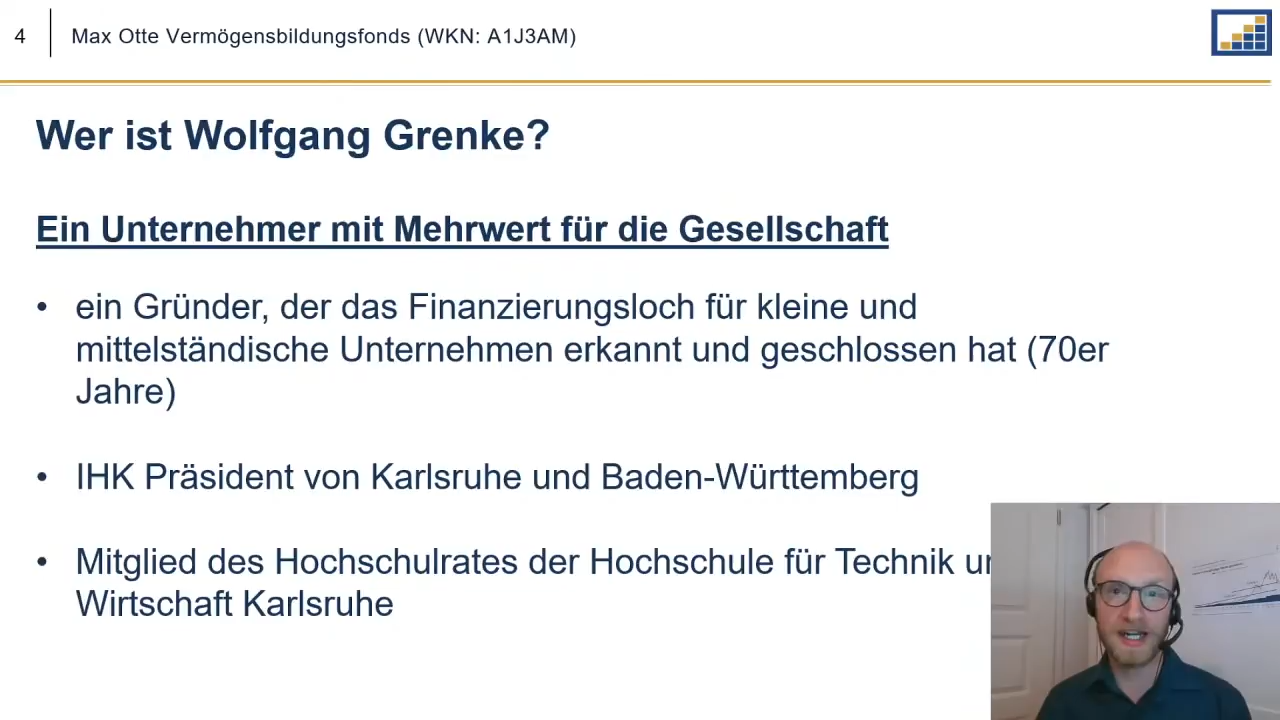 4
Max Otte Vermögensbildungsfonds (WKN: A1J3AM)
Wer ist Wolfgang Grenke?
Ein Unternehmer mit Mehrwert für die Gesellschaft
• ein Gründer, der das Finanzierungsloch für kleine und
mittelständische Unternehmen erkannt und geschlossen hat (70er
Jahre)
• IHK Präsident von Karlsruhe und Baden-Württemberg
• Mitglied des Hochschulrates der Hochschule für Technik
Wirtschaft Karlsruhe